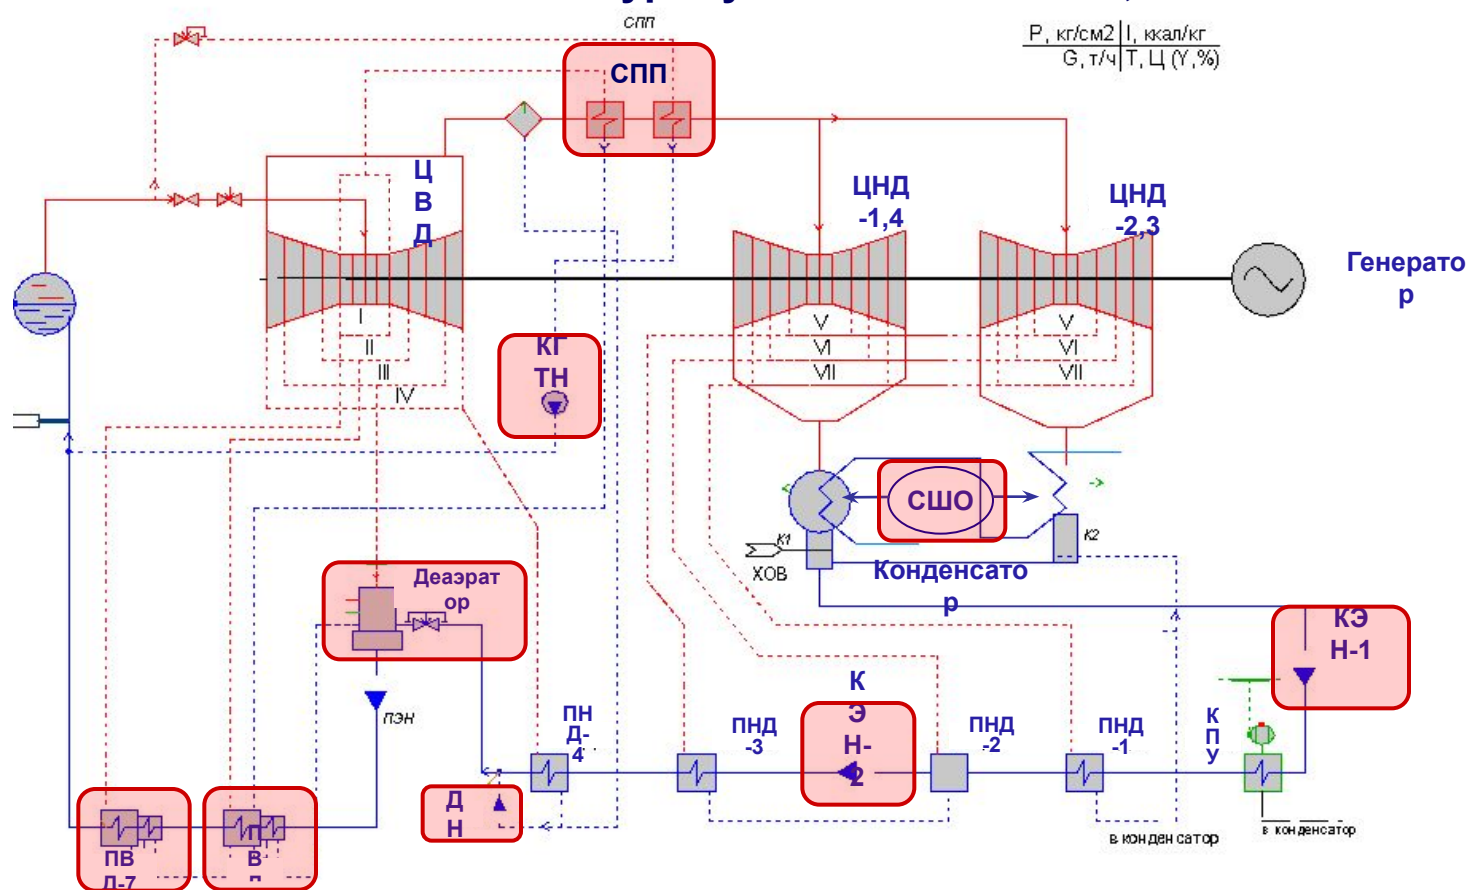 СПП
P, кг/см2 I, ккал/кг
G, т/ч T, Ц (Y,%)
СПП
Ц
В
Д
ЦНД
-1,4
ЦНД
-2,3
Генерато
р
I
II
III
IV
V
VI
VII
V
VI
VII
КГ
ТН
СШО
К1
К2
ХОВ
Конденсато
р
Деаэрат
ор
КЭ
Н-1
ПЭН
ПН
Д-
4
ПНД
-3
К
Э
Н-
2
ПНД
-2
ПНД
-1
К
П
У
Д
Н
в конденсатор
в конденсатор
ПВ
Д-7
П
В